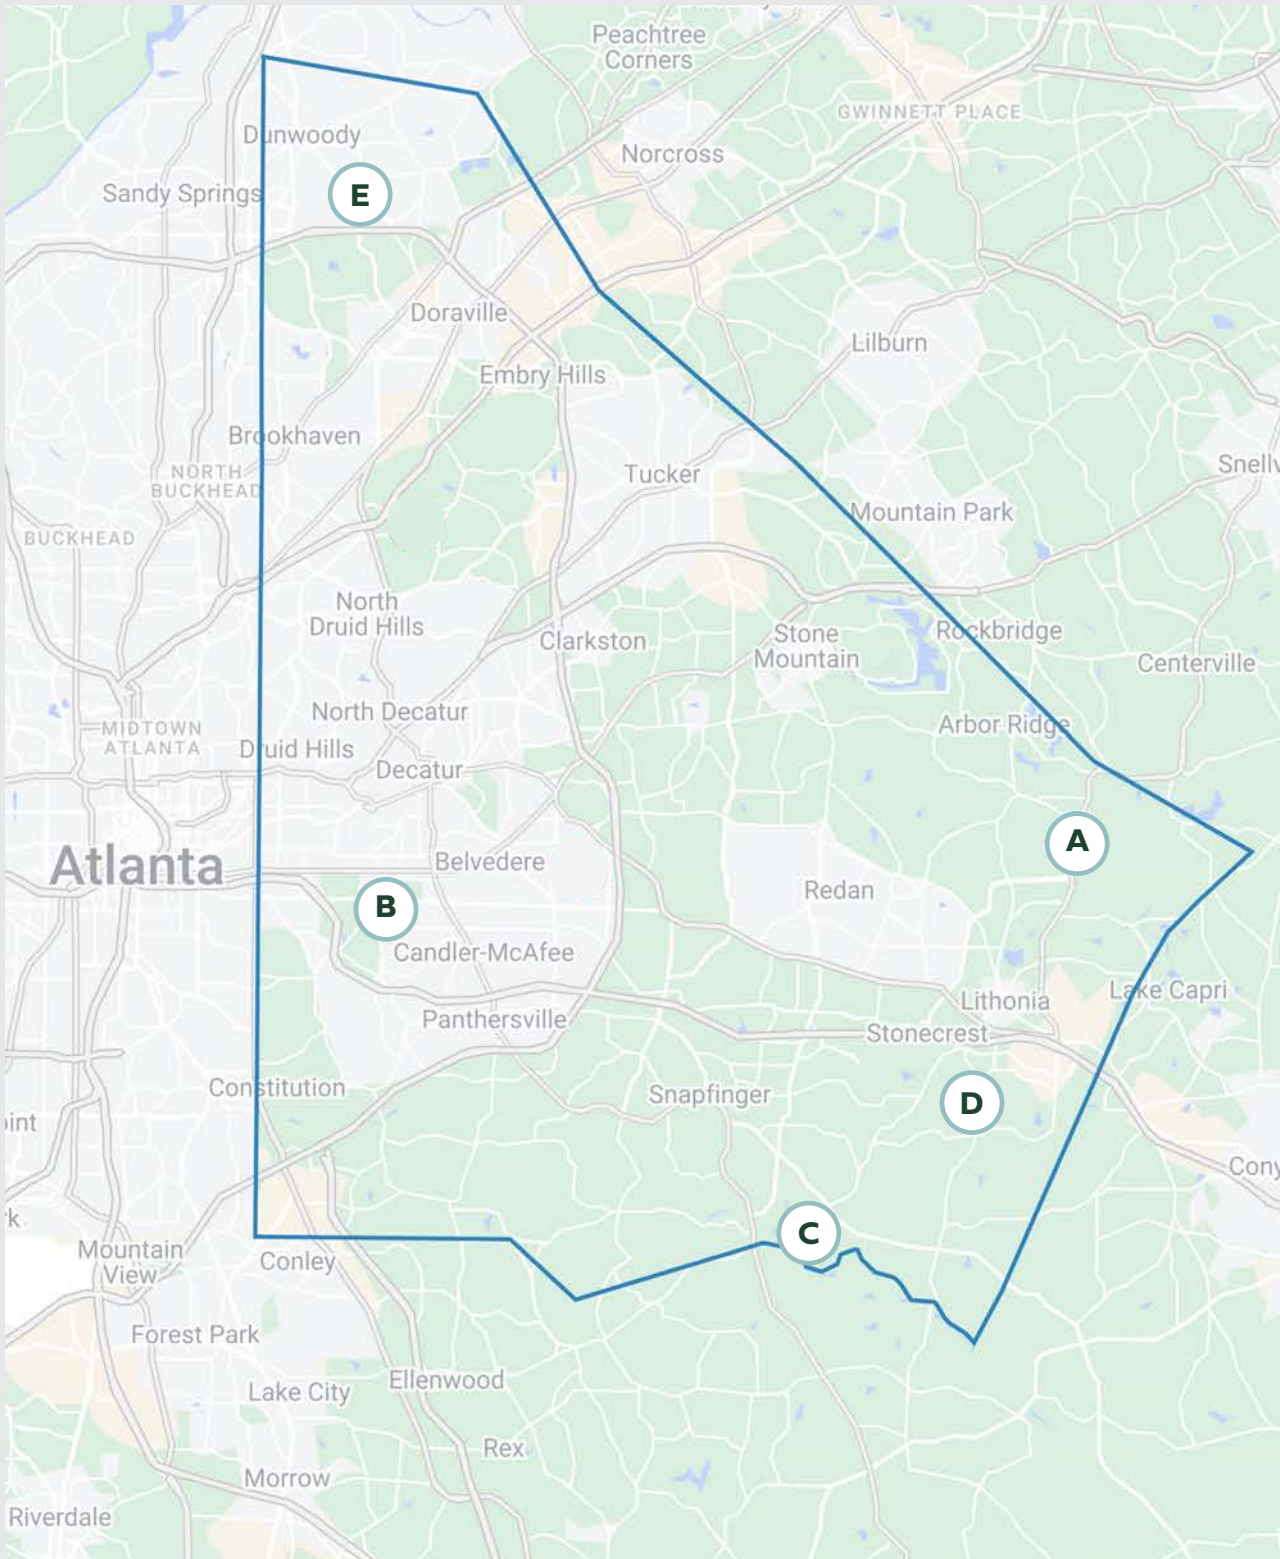 Peachtree
Corners
GWINNETT PLACE
Dunwoody
Norcross
Sandy Springs
E
Doraville
Lilburn
Embry Hills
Brookhaven
NORTH
BUCKHEAD
Tucker
Snellv
Mountain Park
BUCKHEAD
North
Druid Hills
Clarkston
Stone
Mountain
Rockbridge
Centerville
North Decatur
Arbor Ridge
MIDTOWN
ATLANTA
Druid Hills
Decatur
A
Atlanta
Belvedere
Redan
B
Candler-McAfee
Lithonia
Lake Capri
Panthersville
Stonecrest
Constitution
Snapfinger
D
oint
Cony
k
C
Mountain
View
Conley
Forest Park
Lake City
Ellenwood
Rex
Morrow
Riverdale